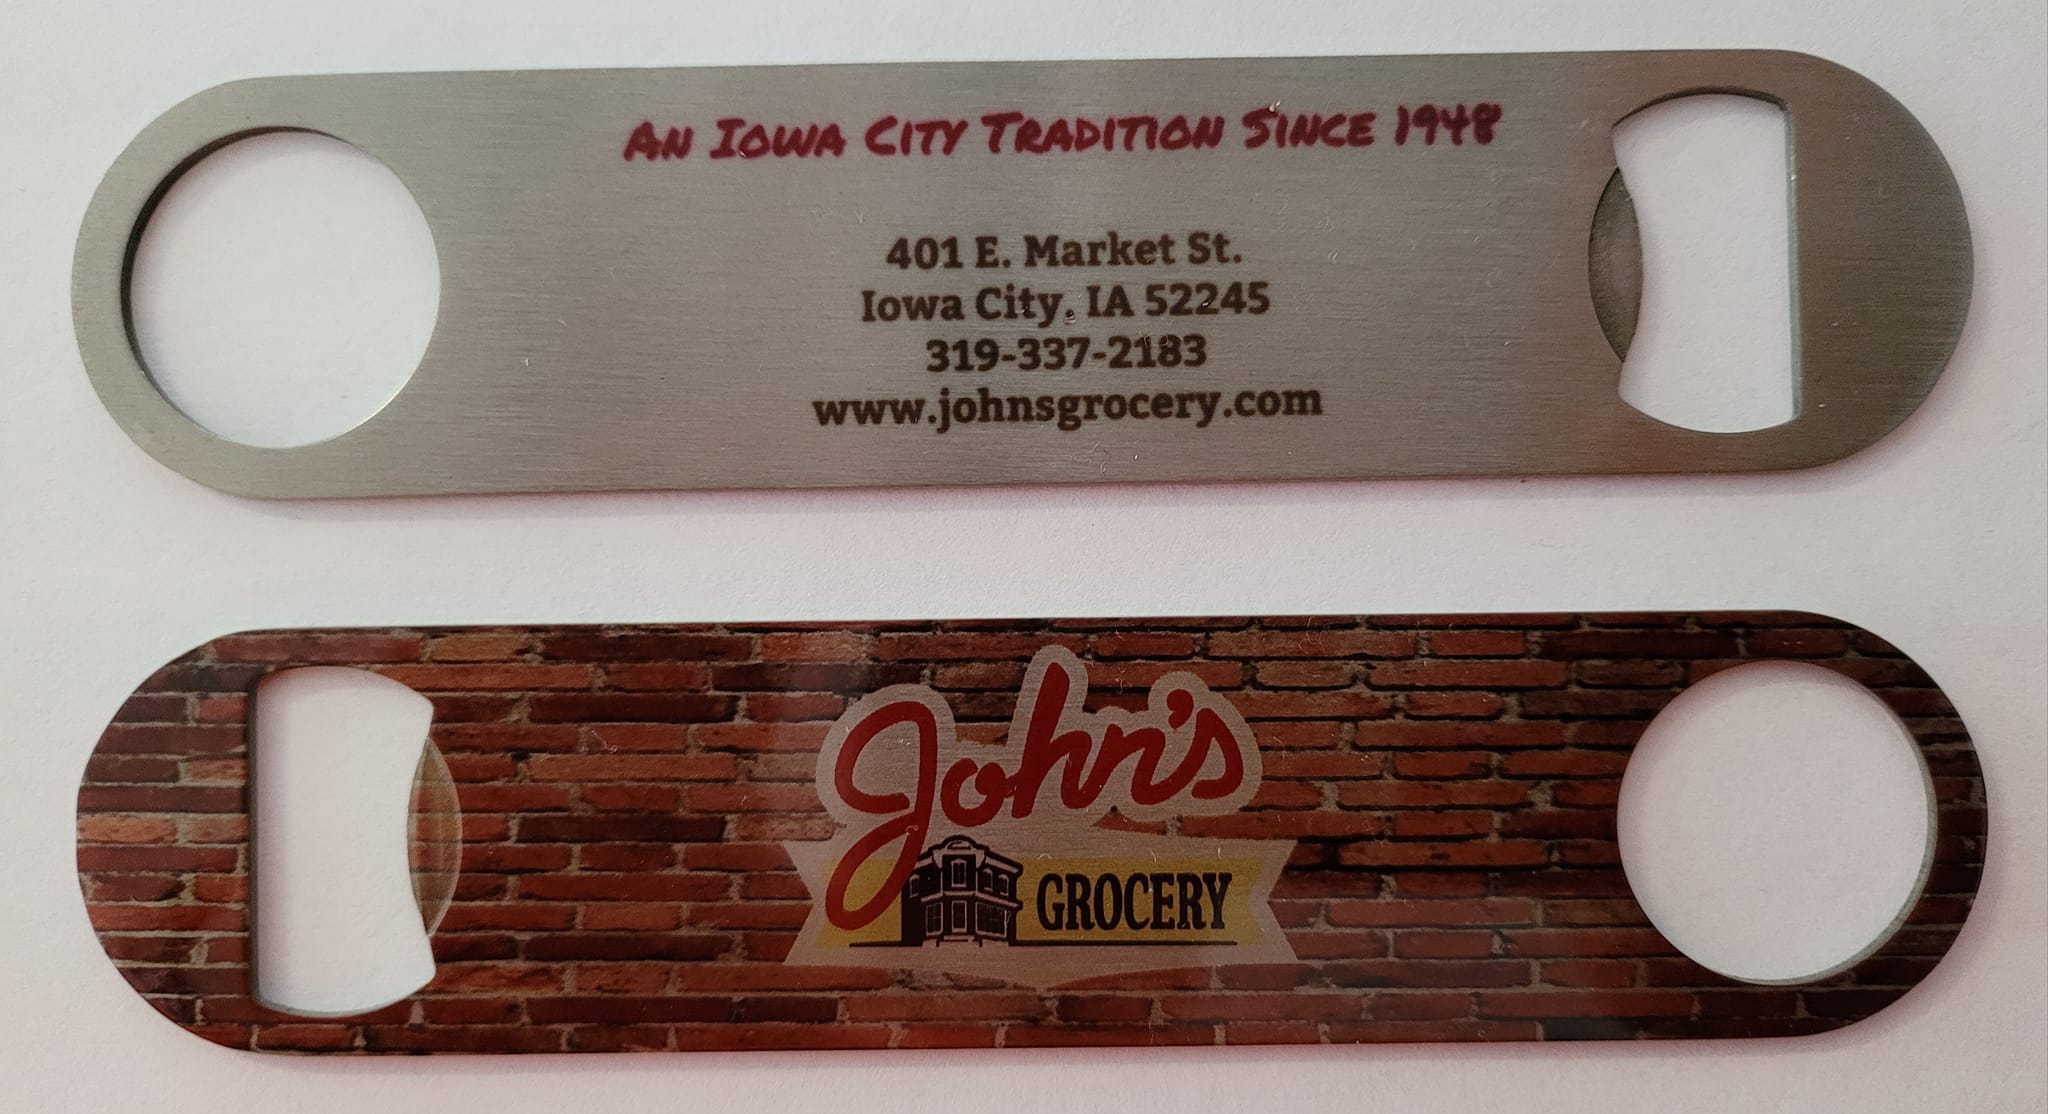 An Iowa City Tradition Since 1948
401 E. Market St.
Iowa City, IA 52245
319-337-2183
www.johnsgrocery.com
John's
GROCERY